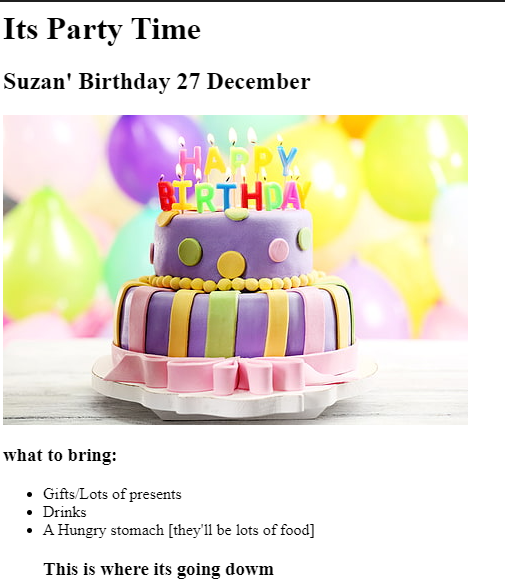 Its Party Time
Suzan' Birthday 27 December
HAPPY
BIRTHDAY
what to bring:
Gifts/Lots of presents
Drinks
A Hungry stomach [they'll be lots of food]
This is where its going dowm